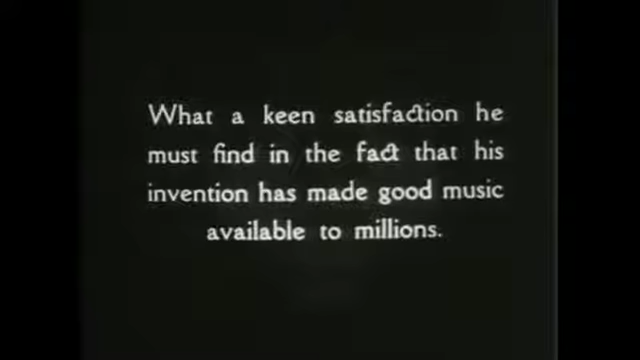 What a keen satisfaction he
must find in the fact that his
invention has made good music
available to millions.